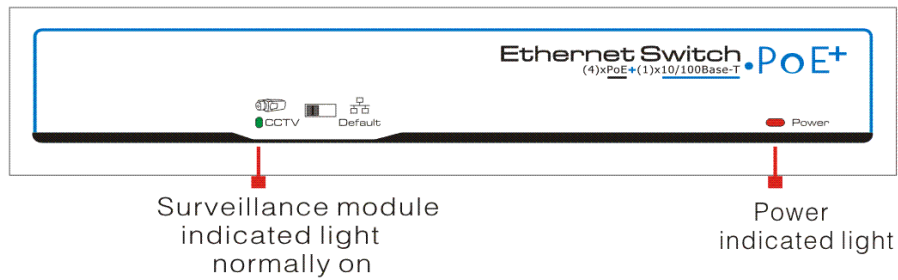 Ethernet Switch
(4)xPoE+(1)x10/100Base-T
PoE+
CCTV
Default
Power
Surveillance module
indicated light
normally on
Power
indicated light